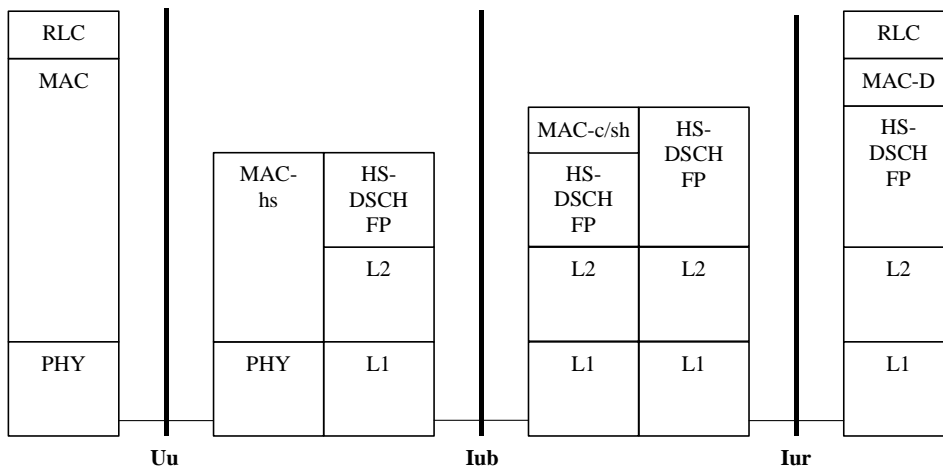 RLC
MAC
PHY
MAC-
hs
PHY
HS-
DSCH
FP
L2
L1
MAC-c/sh
HS-
DSCH
FP
L2
L1
HS-
DSCH
FP
L2
L1
RLC
MAC-D
HS-
DSCH
FP
L2
L1
Uu
Iub
Iur